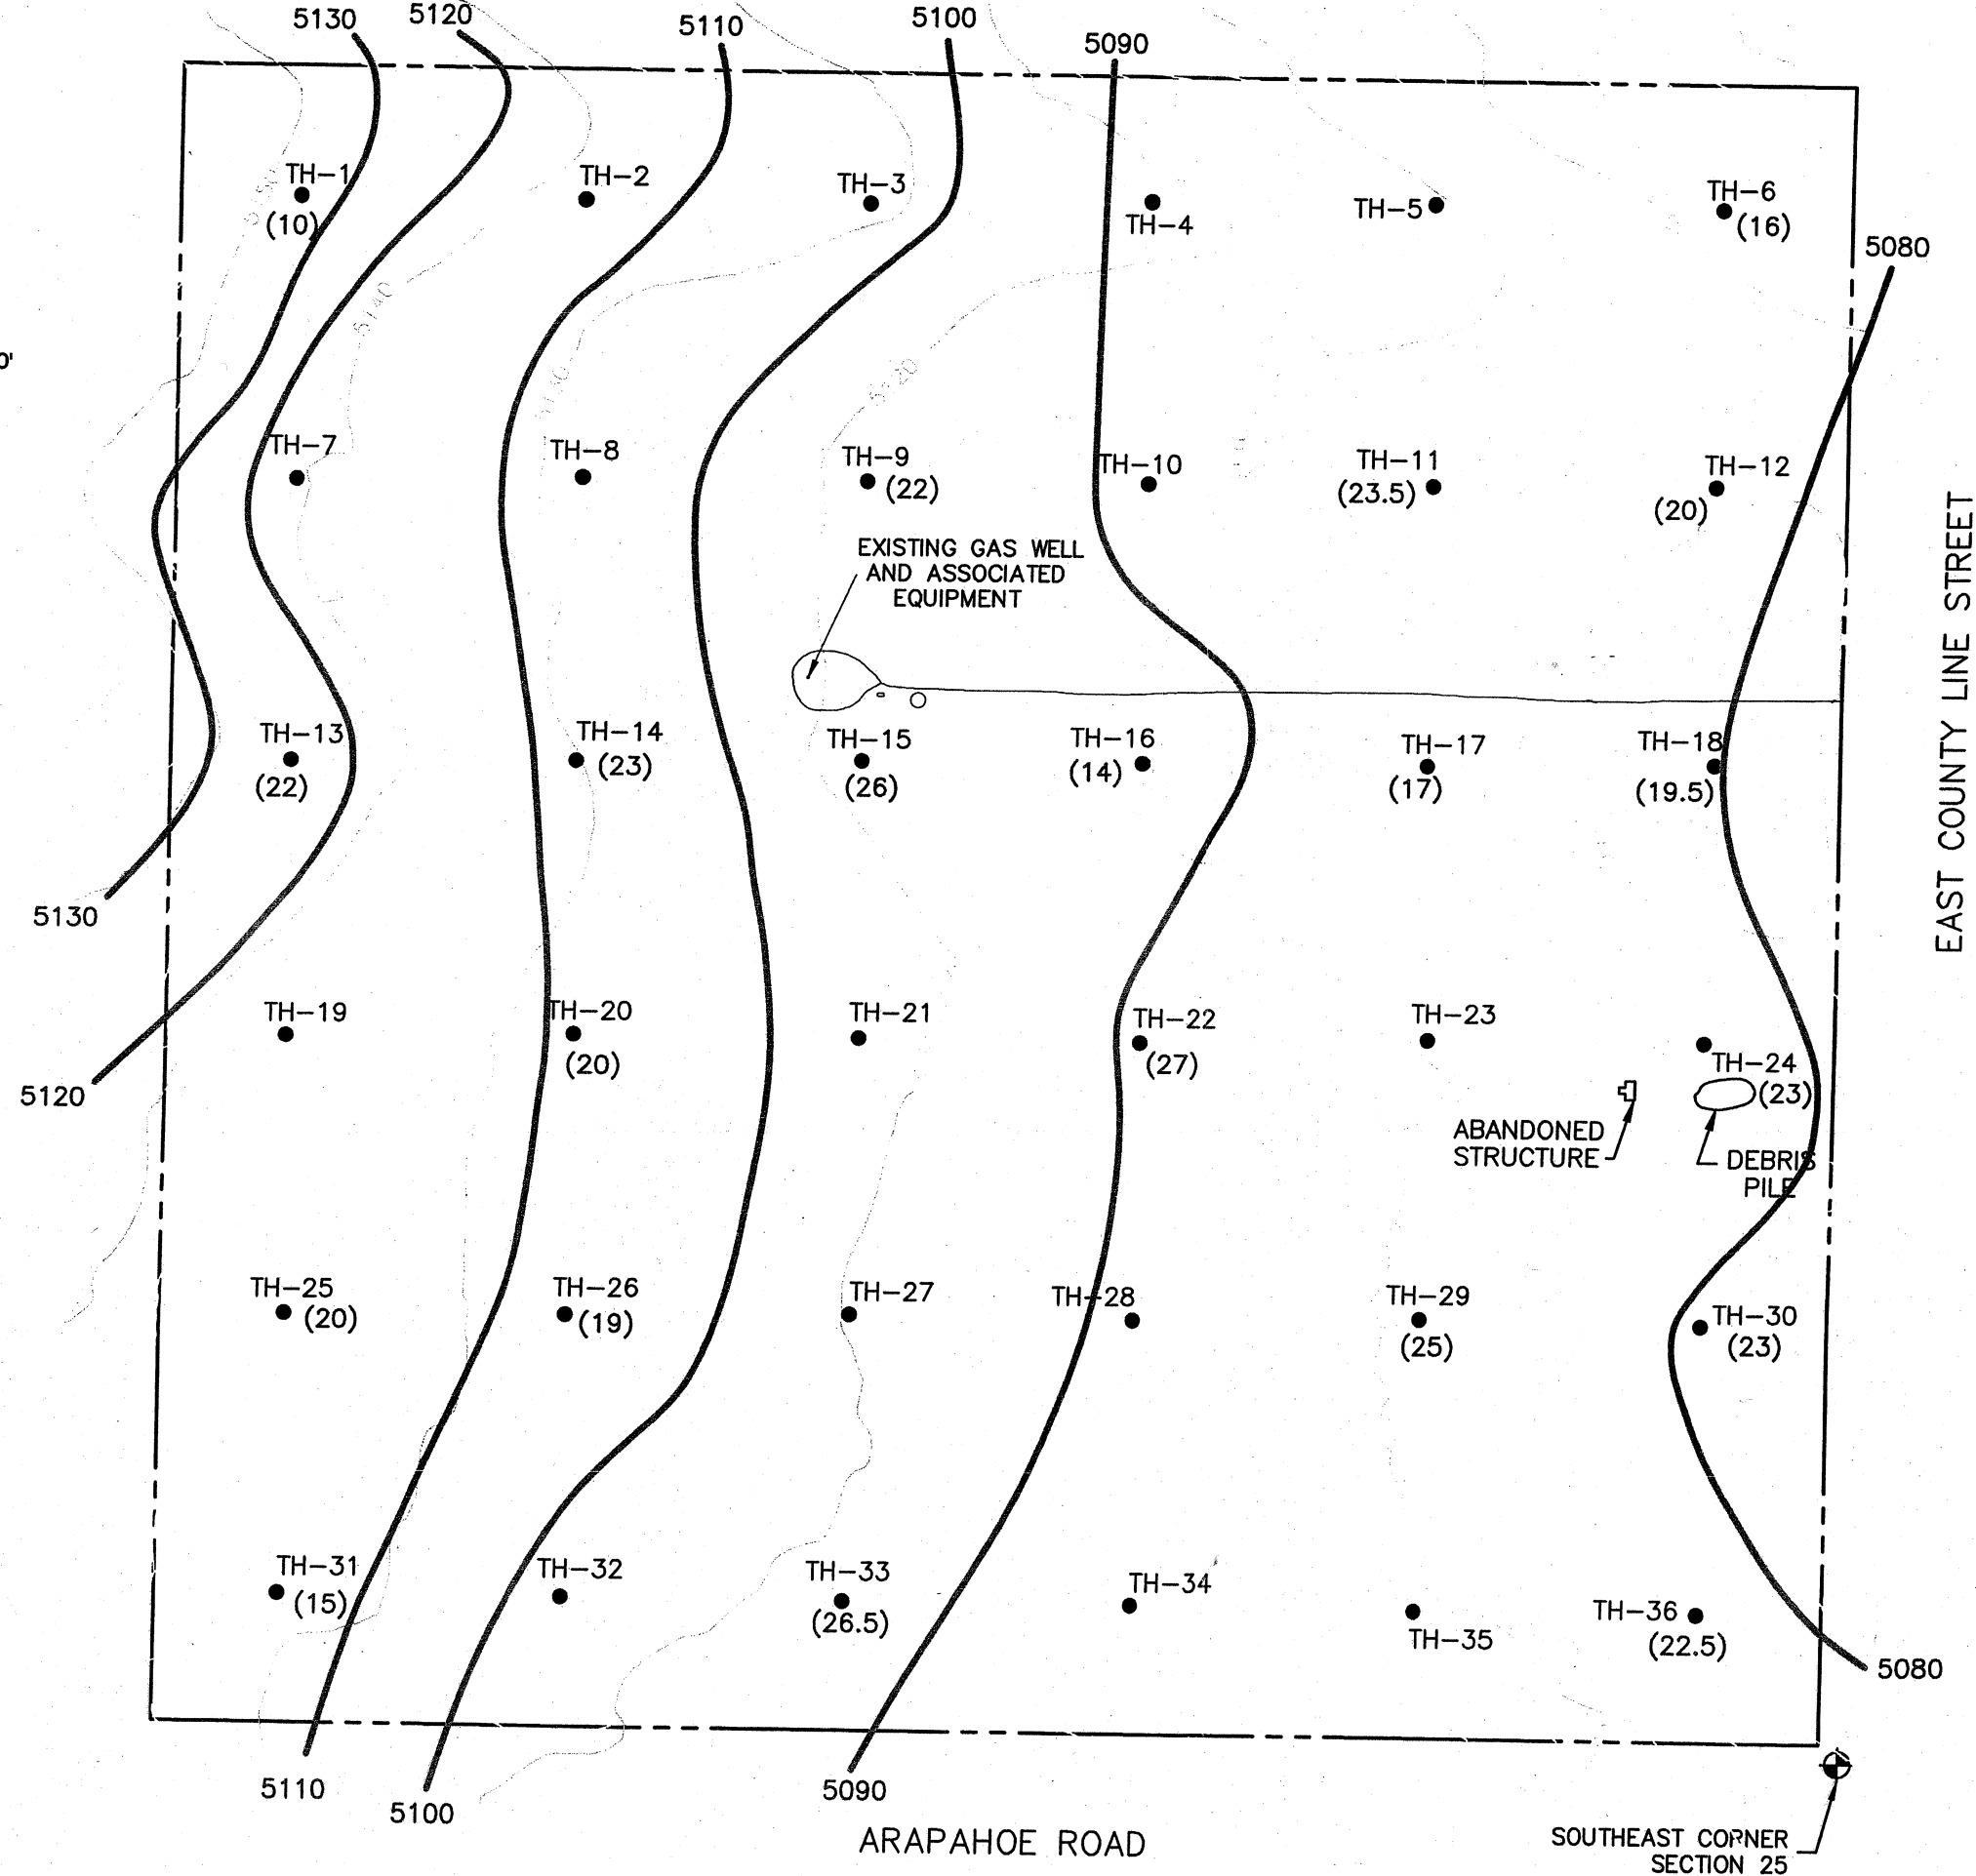 5130
5120
5110
5100
5090
TH-1
(10)
TH-2
TH-3
TH-4
TH-5
TH-6
(16)
5080
5150
5140
5120
0'
TH-7
TH-8
TH-9
(22)
TH-10
TH-11
(23.5)
TH-12
(20)
EXISTING GAS WELL
AND ASSOCIATED
EQUIPMENT
EAST COUNTY LINE STREET
TH-13
(22)
TH-14
(23)
TH-15
(26)
TH-16
(14)
TH-17
(17)
TH-18
(19.5)
5130
TH-19
TH-20
(20)
TH-21
TH-22
(27)
TH-23
TH-24
(23)
5120
ABANDONED
STRUCTURE
DEBRIS
PILE
TH-25
(20)
TH-26
(19)
TH-27
TH-28
TH-29
(25)
TH-30
(23)
TH-31
(15)
TH-32
TH-33
(26.5)
TH-34
TH-35
TH-36
(22.5)
5080
5110
5100
5090
ARAPAHOE ROAD
SOUTHEAST CORNER
SECTION 25